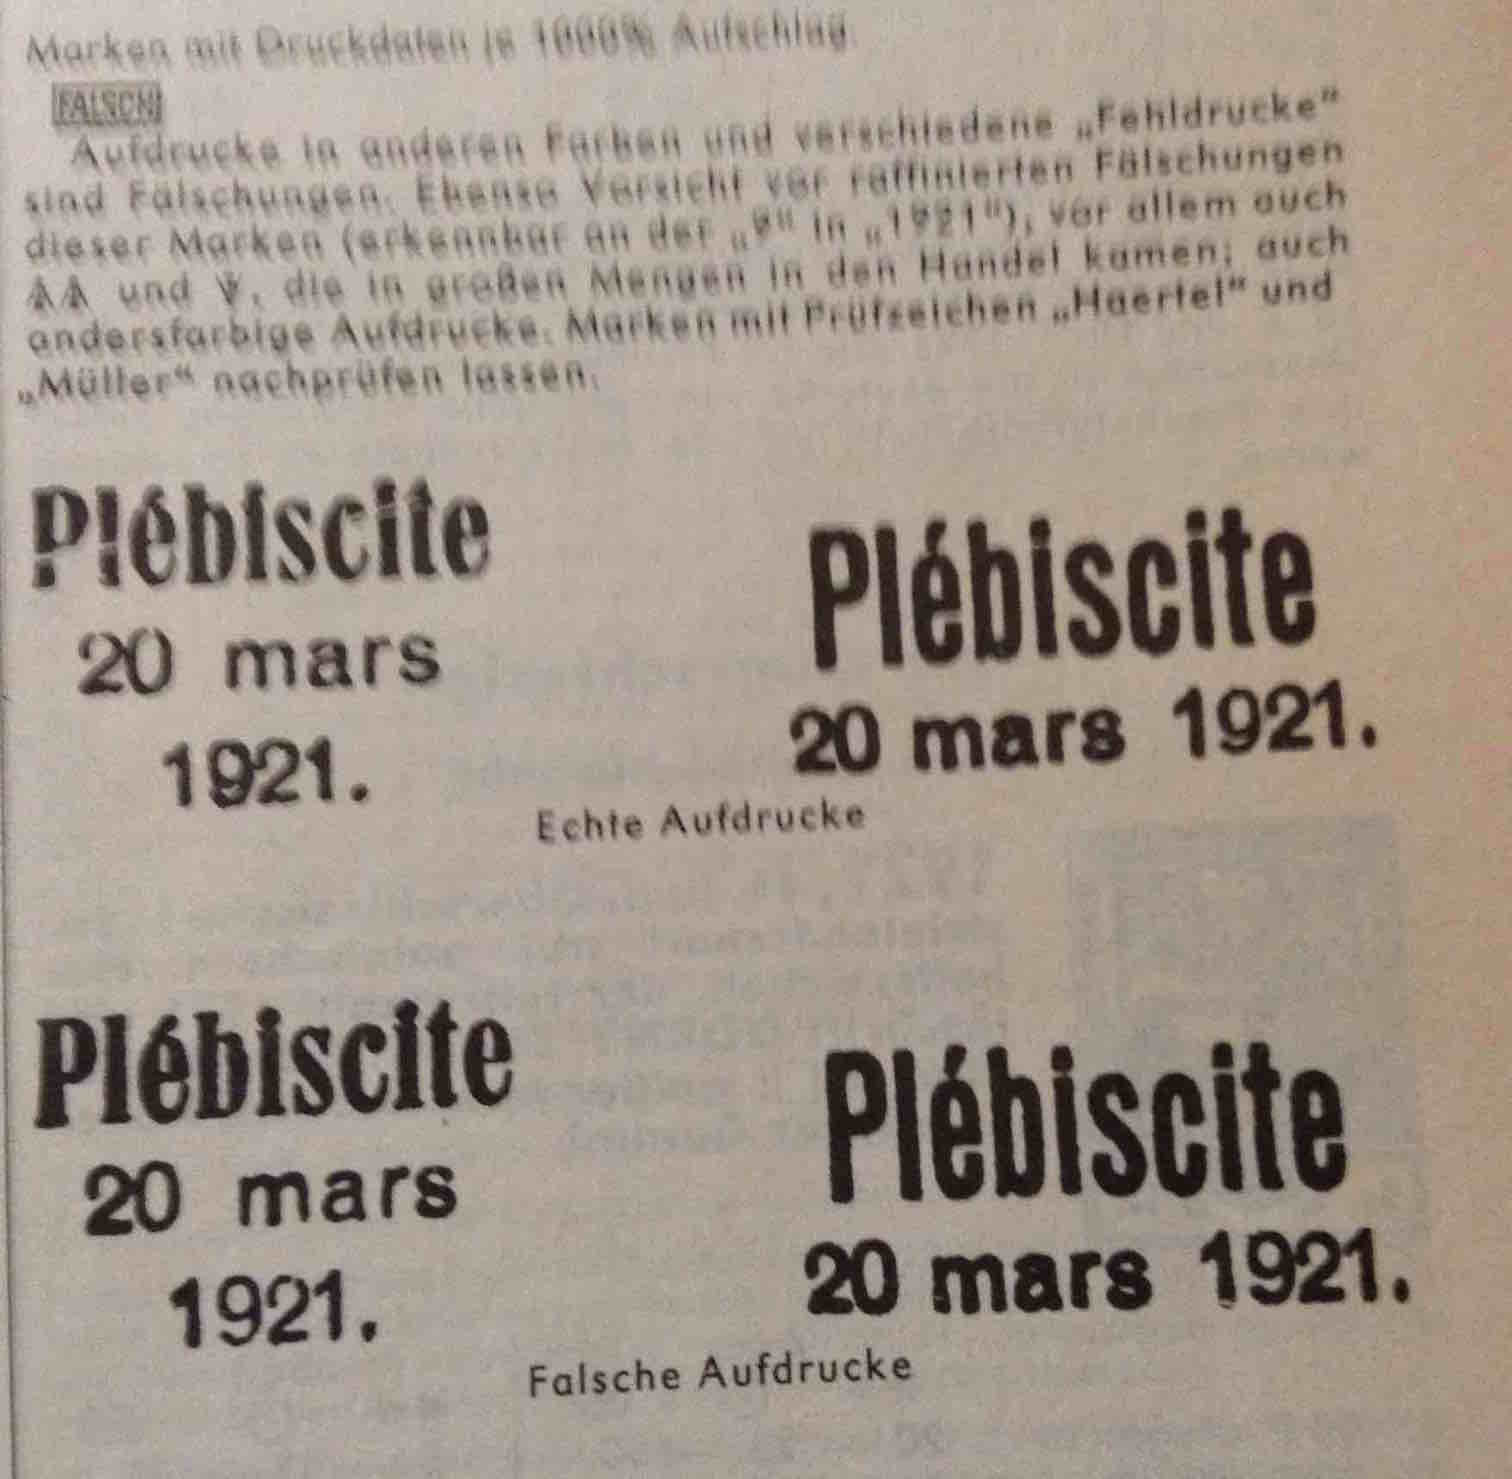 Marken mit Druckdaten je 1000% Aufschlag.
FALSCH
Aufdrucke in anderen Farben und verschiedene „Fehldrucke“
sind Fälschungen. Ebenso Vorsicht vor raffinierten Fälschungen
dieser Marken (erkennbar an der „9“ in „1921“), vor allem auch
und , die in großen Mengen in den Handel kamen; auch
andersfarbige Aufdrucke. Marken mit Prüfzeichen „Haertel“ und
„Müller“ nachprüfen lassen.
Plébiscite
20 mars
1921.
Plébiscite
20 mars 1921.
Echte Aufdrucke
Plébiscite
20 mars
1921.
Plébiscite
20 mars 1921.
Falsche Aufdrucke